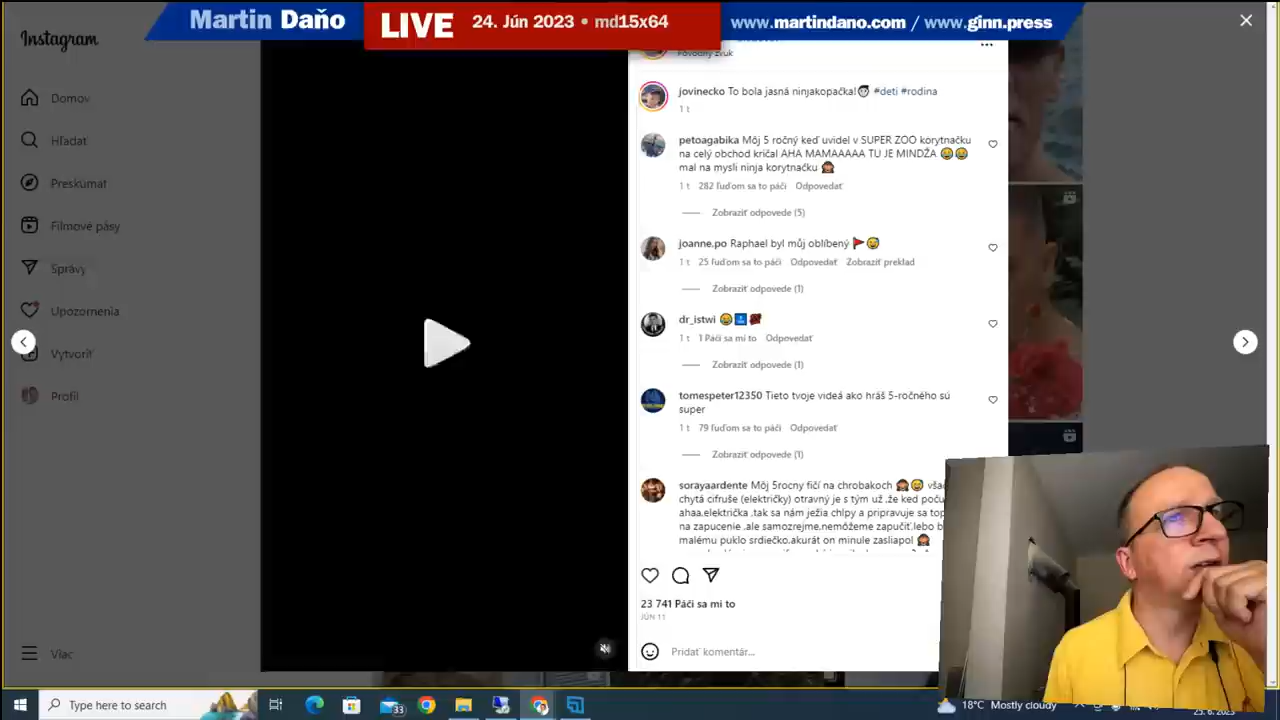 Martin Daňo
LIVE
24. Jún 2023 • md15x64
www.martindano.com / www.ginn.press
Instagram
Domov
Hľadať
Preskúmať
Filmové pásy
Správy
Upozornenia
Vytvoriť
Profil
Viac
Pôvodný zvuk
jovinecko To bola jasná ninjakopačka! #deti #rodina
1 t
petoagabika Môj 5 ročný keď uvidel v SUPER ZOO korytnačku
na celý obchod kričal AHA MAMAAAAA TU JE MINDŽA
mal na mysli ninja korytnačku
1 t 282 ľuďom sa to páči Odpovedať
Zobraziť odpovede (5)
joanne.po Raphael byl můj oblíbený
1 t 25 ľuďom sa to páči Odpovedať Zobraziť preklad
Zobraziť odpovede (1)
dr_istwi
1 t 1 Páči sa mi to Odpovedať
Zobraziť odpovede (1)
tomespeter12350 Tieto tvoje videá ako hráš 5-ročného sú
super
1 t 79 ľuďom sa to páči Odpovedať
Zobraziť odpovede (1)
sorayaardente Môj 5rocny fičí na chrobakoch
chytá cifruše (električky) otravný je s tým už .že ked
ahaa.električka .tak sa nám ježia chlpy a pripravuje sa
na zapucenie .ale samozrejme.nemôžeme zapučiť.lebo
malému puklo srdiečko.akurát on minule zasliapol
23 741 Páči sa mi to
JÚN 11
Pridať komentár...
Type here to search
33
18°C Mostly cloudy